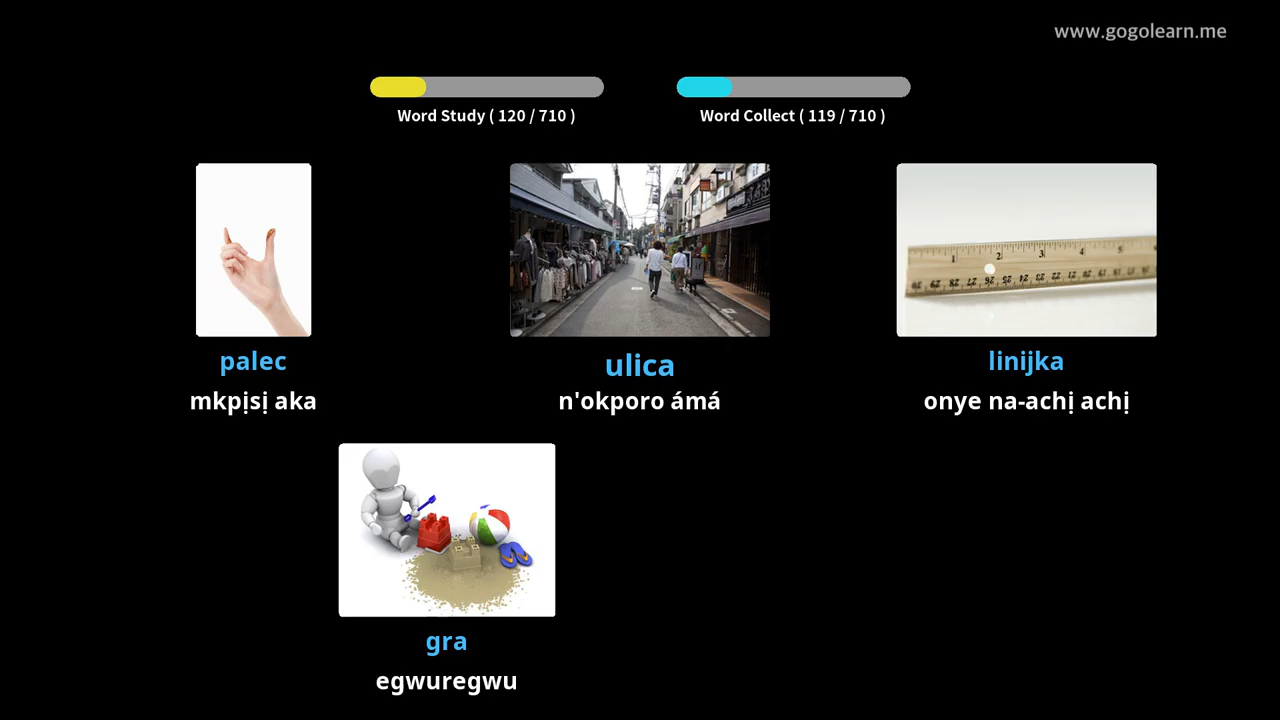 www.gogolearn.me
Word Study ( 120 / 710 )
Word Collect ( 119 / 710 )
palec
mkpịsị aka
ulica
n'okporo ámá
linijka
onye na-achị achị
gra
egwuregwu